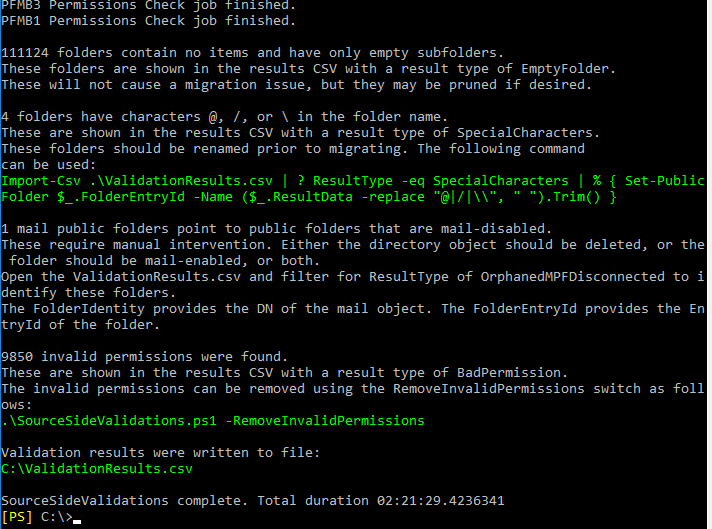 PFMB3 Permissions Check job finished.
PFMB1 Permissions Check job finished.
111124 folders contain no items and have only empty subfolders.
These folders are shown in the results CSV with a result type of EmptyFolder.
These will not cause a migration issue, but they may be pruned if desired.
4 folders have characters @, /, or \ in the folder name.
These are shown in the results CSV with a result type of SpecialCharacters.
These folders should be renamed prior to migrating. The following command
can be used:
Import-Csv .\ValidationResults.csv | ? ResultType -eq SpecialCharacters | % { Set-Public
Folder $_.FolderEntryId -Name ($_.ResultData -replace "@|/|\\", " ").Trim() }
1 mail public folders point to public folders that are mail-disabled.
These require manual intervention. Either the directory object should be deleted, or the
folder should be mail-enabled, or both.
Open the ValidationResults.csv and filter for ResultType of OrphanedMPFDisconnected to i
dentify these folders.
The FolderIdentity provides the DN of the mail object. The FolderEntryId provides the En
tryId of the folder.
9850 invalid permissions were found.
These are shown in the results CSV with a result type of BadPermission.
The invalid permissions can be removed using the RemoveInvalidPermissions switch as foll
ows:
.\SourceSideValidations.ps1 -RemoveInvalidPermissions
Validation results were written to file:
C:\ValidationResults.csv
SourceSideValidations complete. Total duration 02:21:29.4236341
[PS] C:\>